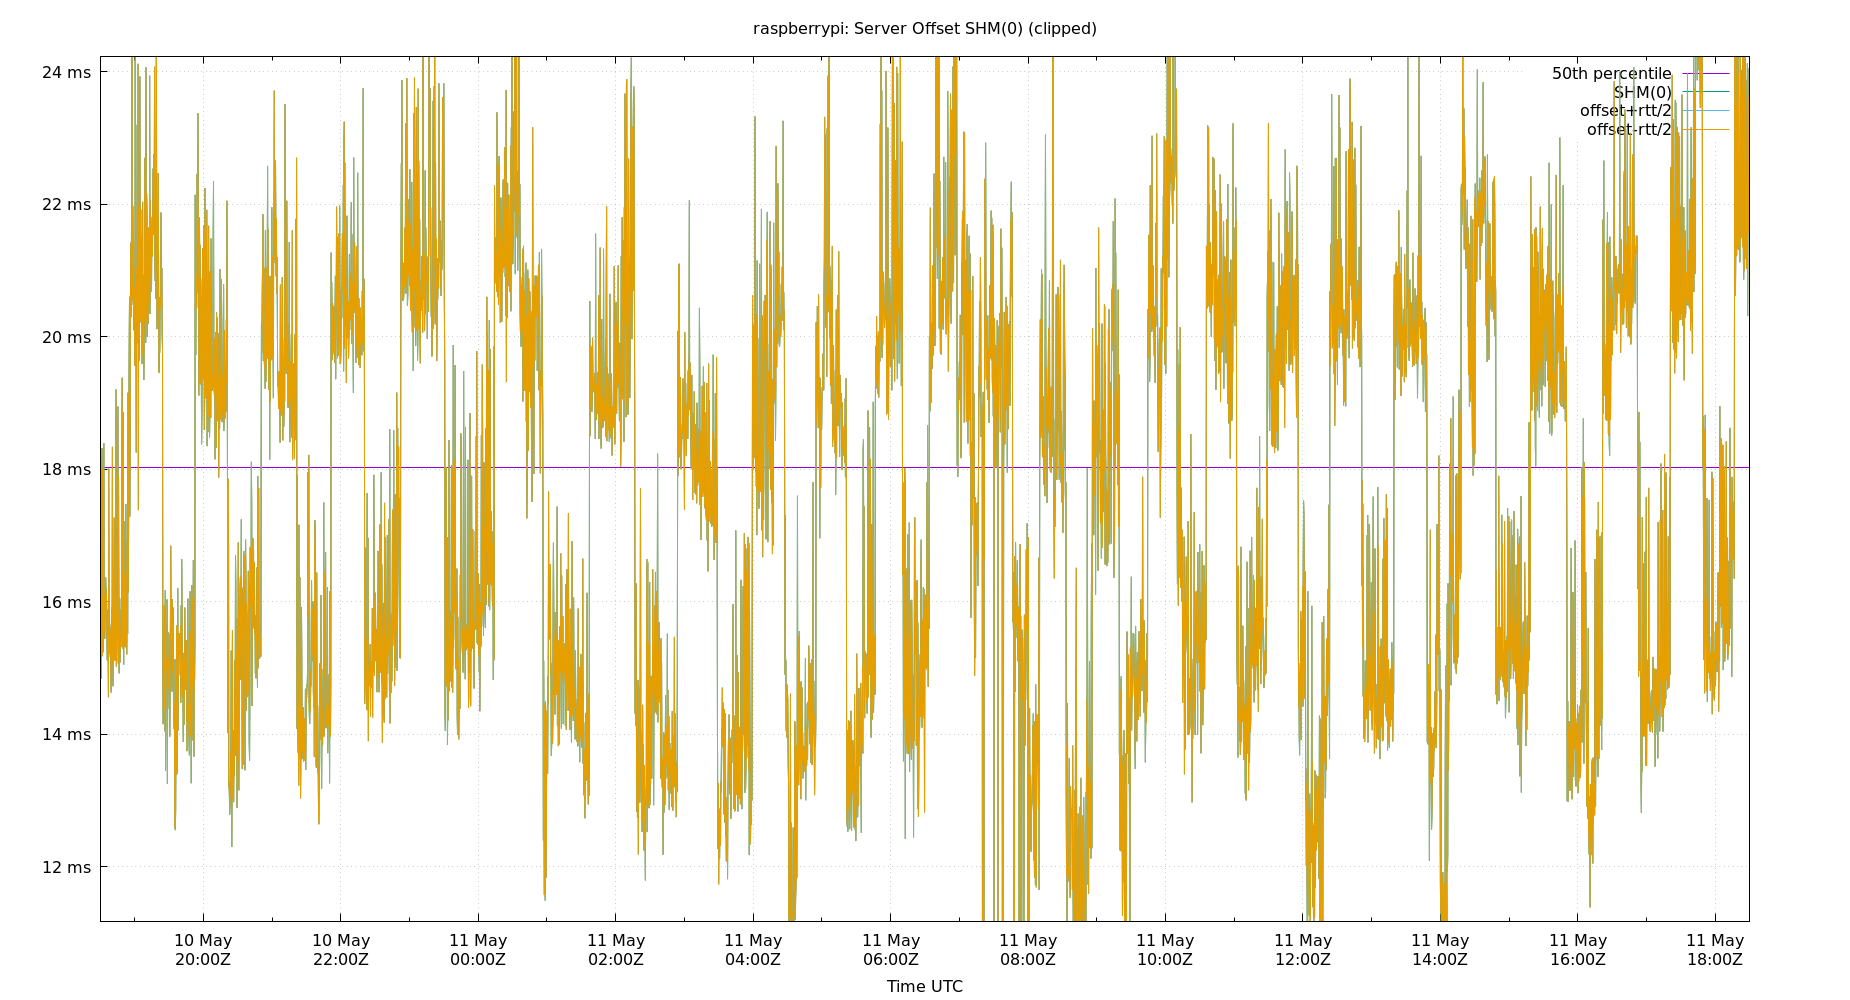 raspberrypi: Server Offset SHM(0) (clipped)
24 ms
22 ms
20 ms
18 ms
16 ms
14 ms
12 ms
50th percentile
SHM(0)
offset+rtt/2
offset-rtt/2
10 May 10 May 11 May 11 May 11 May 11 May 11 May 11 May 11 May 11 May 11 May 11 May
20:00Z 22:00Z 00:00Z 02:00Z 04:00Z 06:00Z 08:00Z 10:00Z 12:00Z 14:00Z 16:00Z 18:00Z
Time UTC